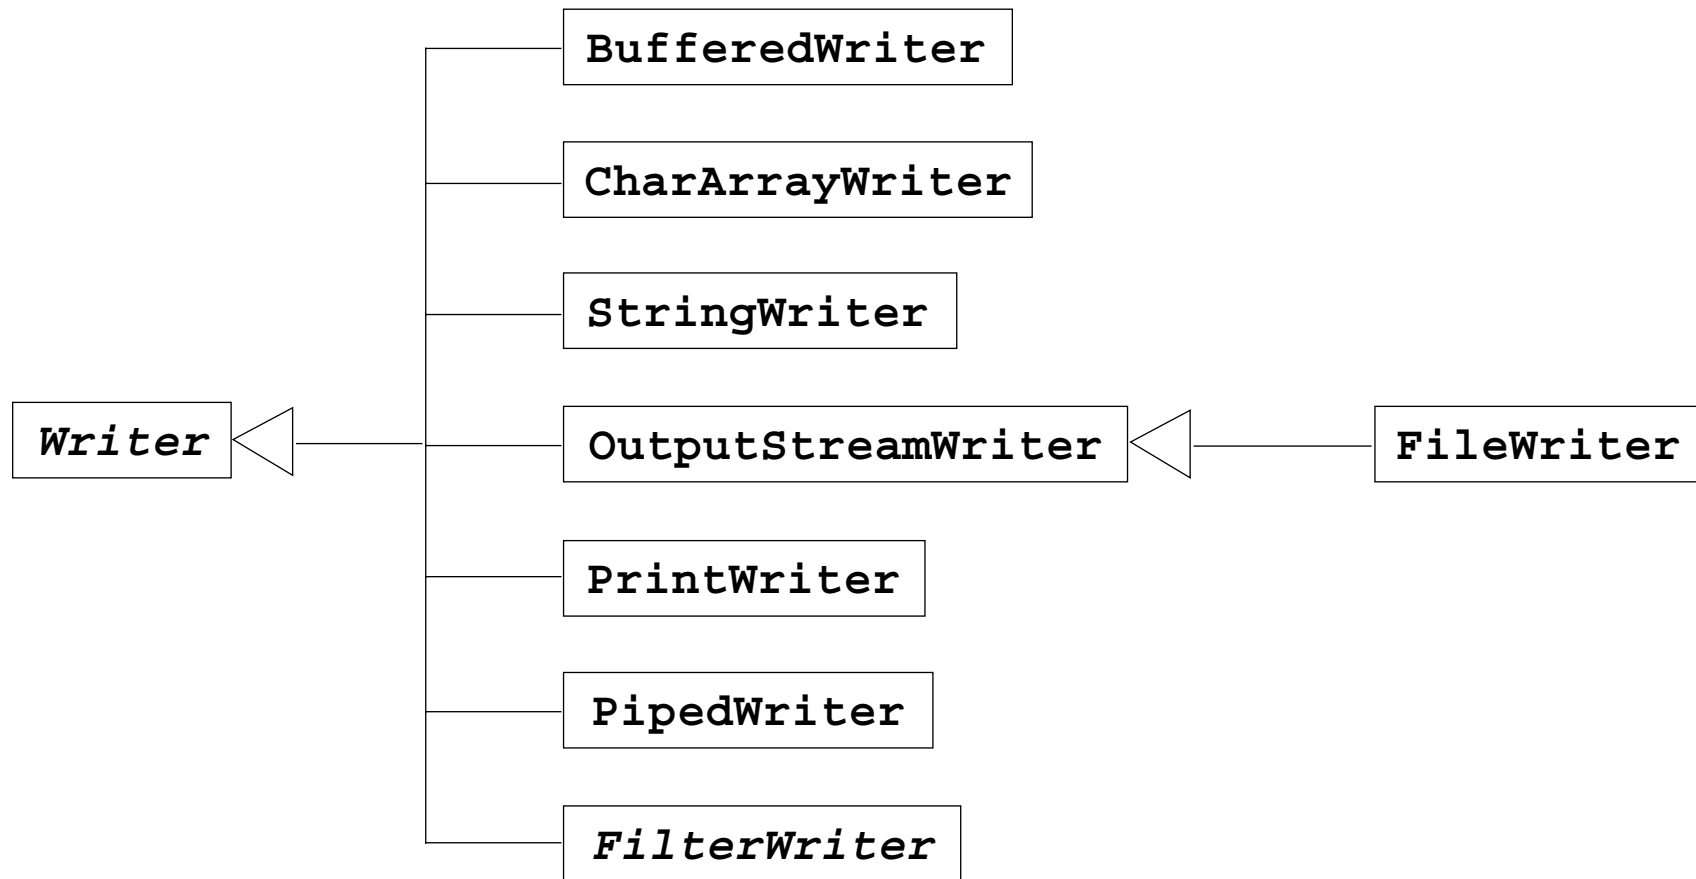 BufferedWriter
CharArrayWriter
StringWriter
Writer
OutputStreamWriter
FileWriter
PrintWriter
PipedWriter
FilterWriter